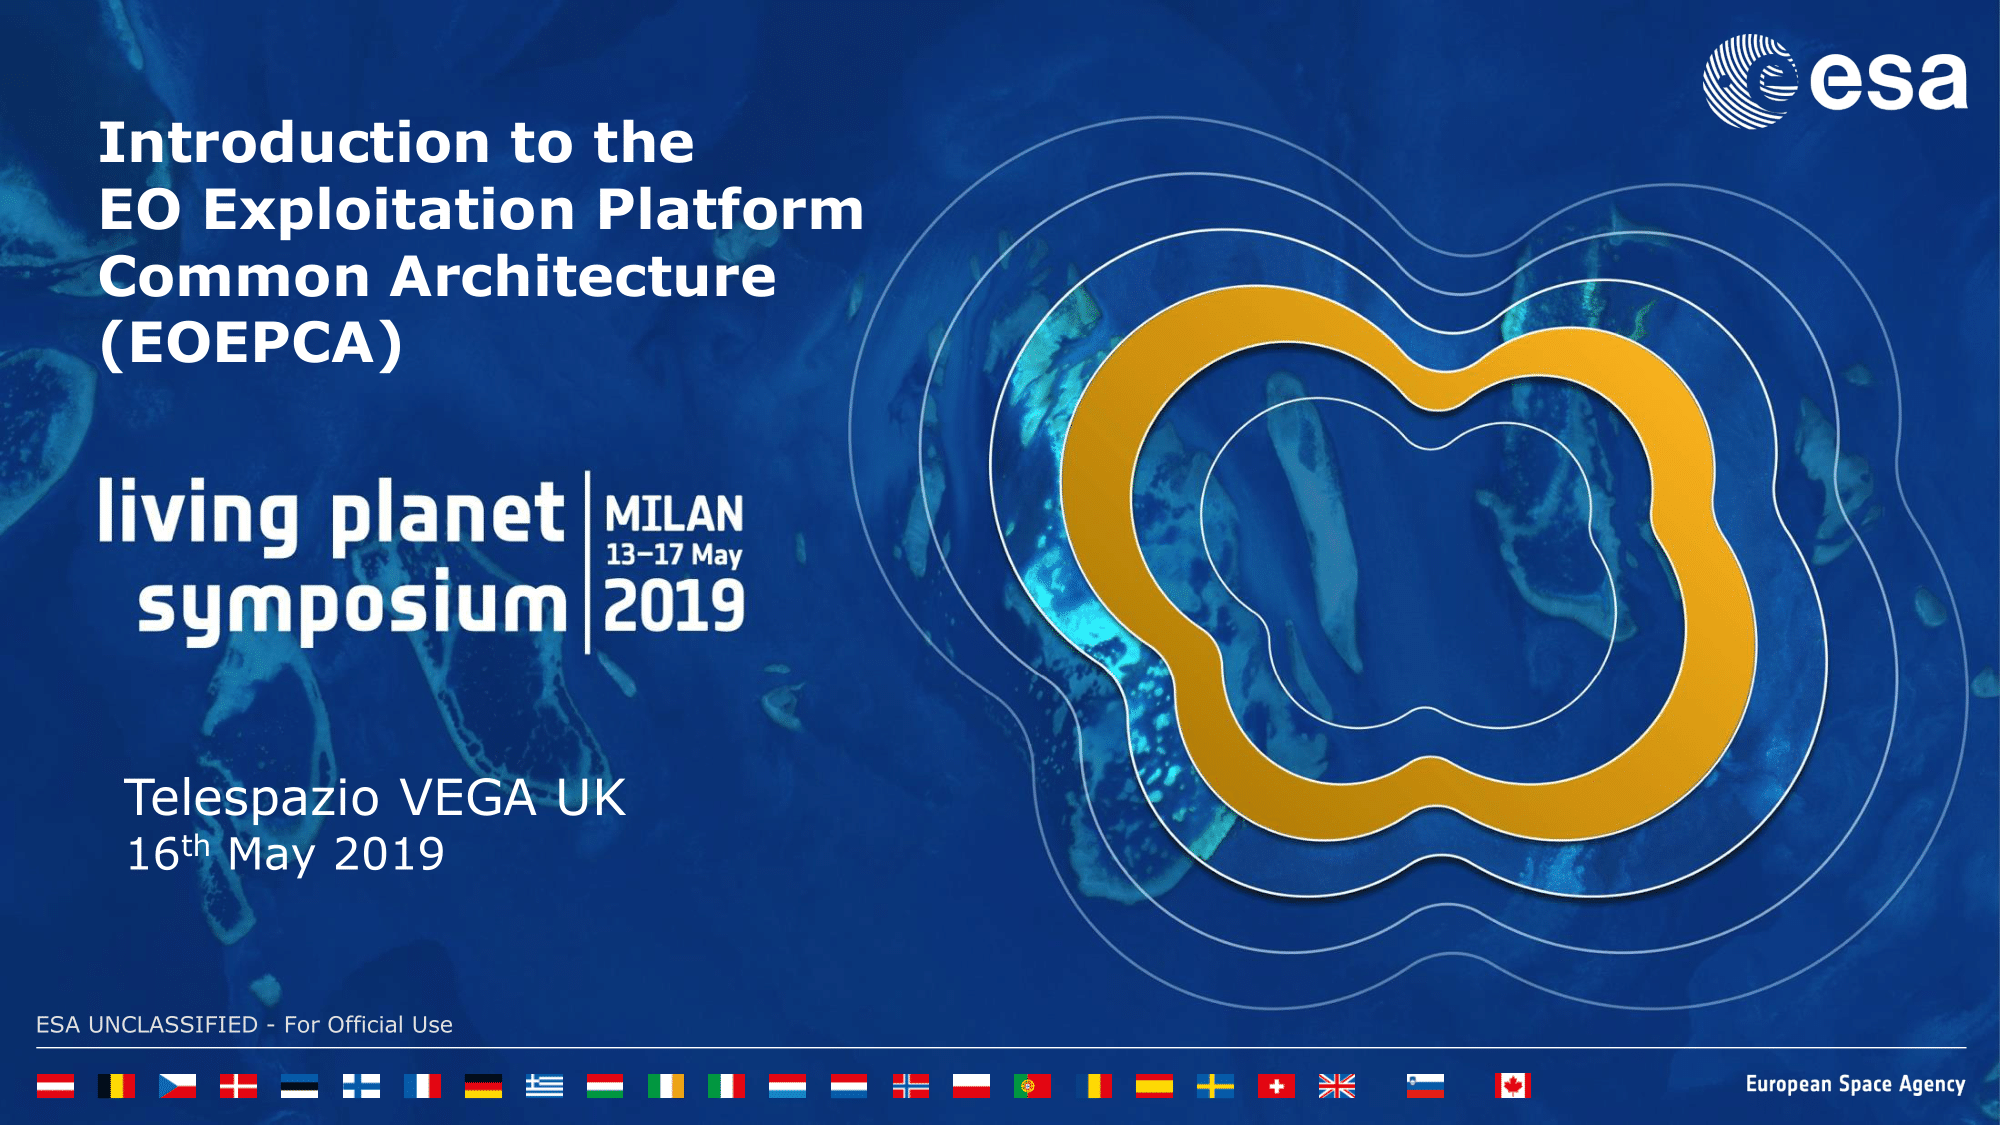 esa
Introduction to the
EO Exploitation Platform
Common Architecture
(EOEPCA)
living planet
symposium
MILAN
13–17 May
2019
Telespazio VEGA UK
16th May 2019
ESA UNCLASSIFIED - For Official Use
European Space Agency